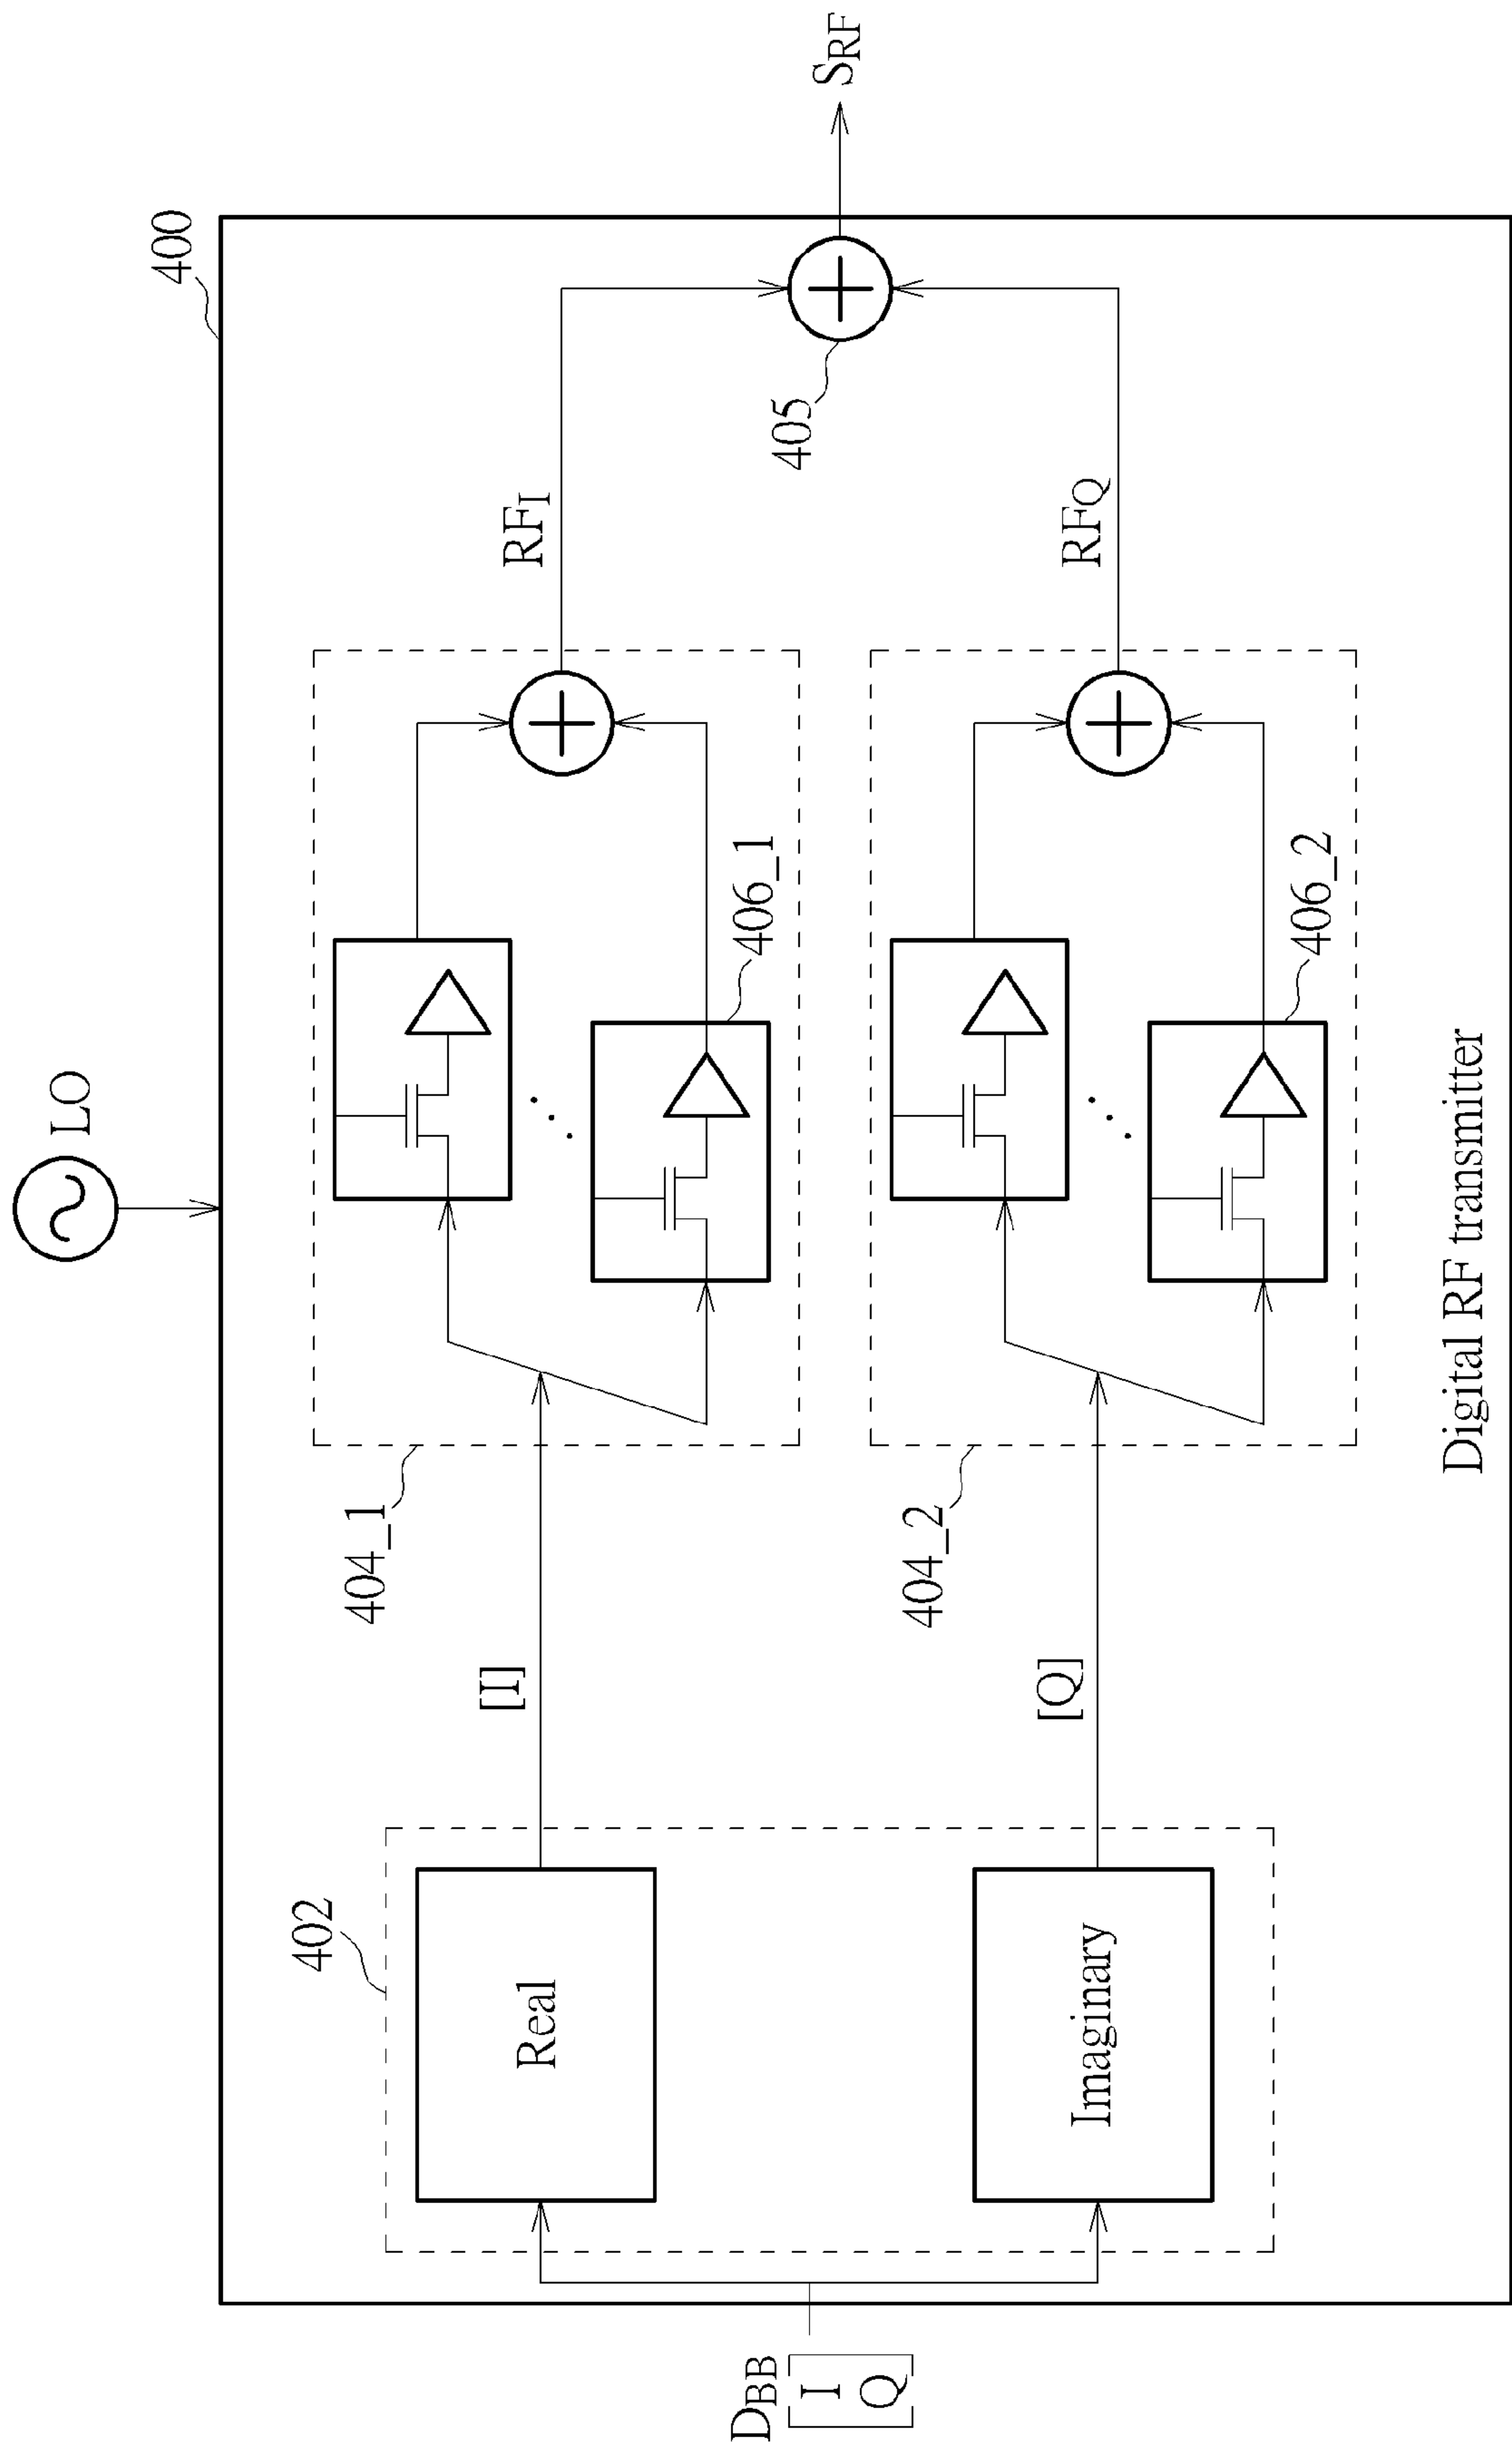 LO
400
402
404_1
RFI
[I]
Real
406_1
405
SRF
DBB
I
Q
404_2
RFQ
[Q]
Imaginary
406_2
Digital RF transmitter